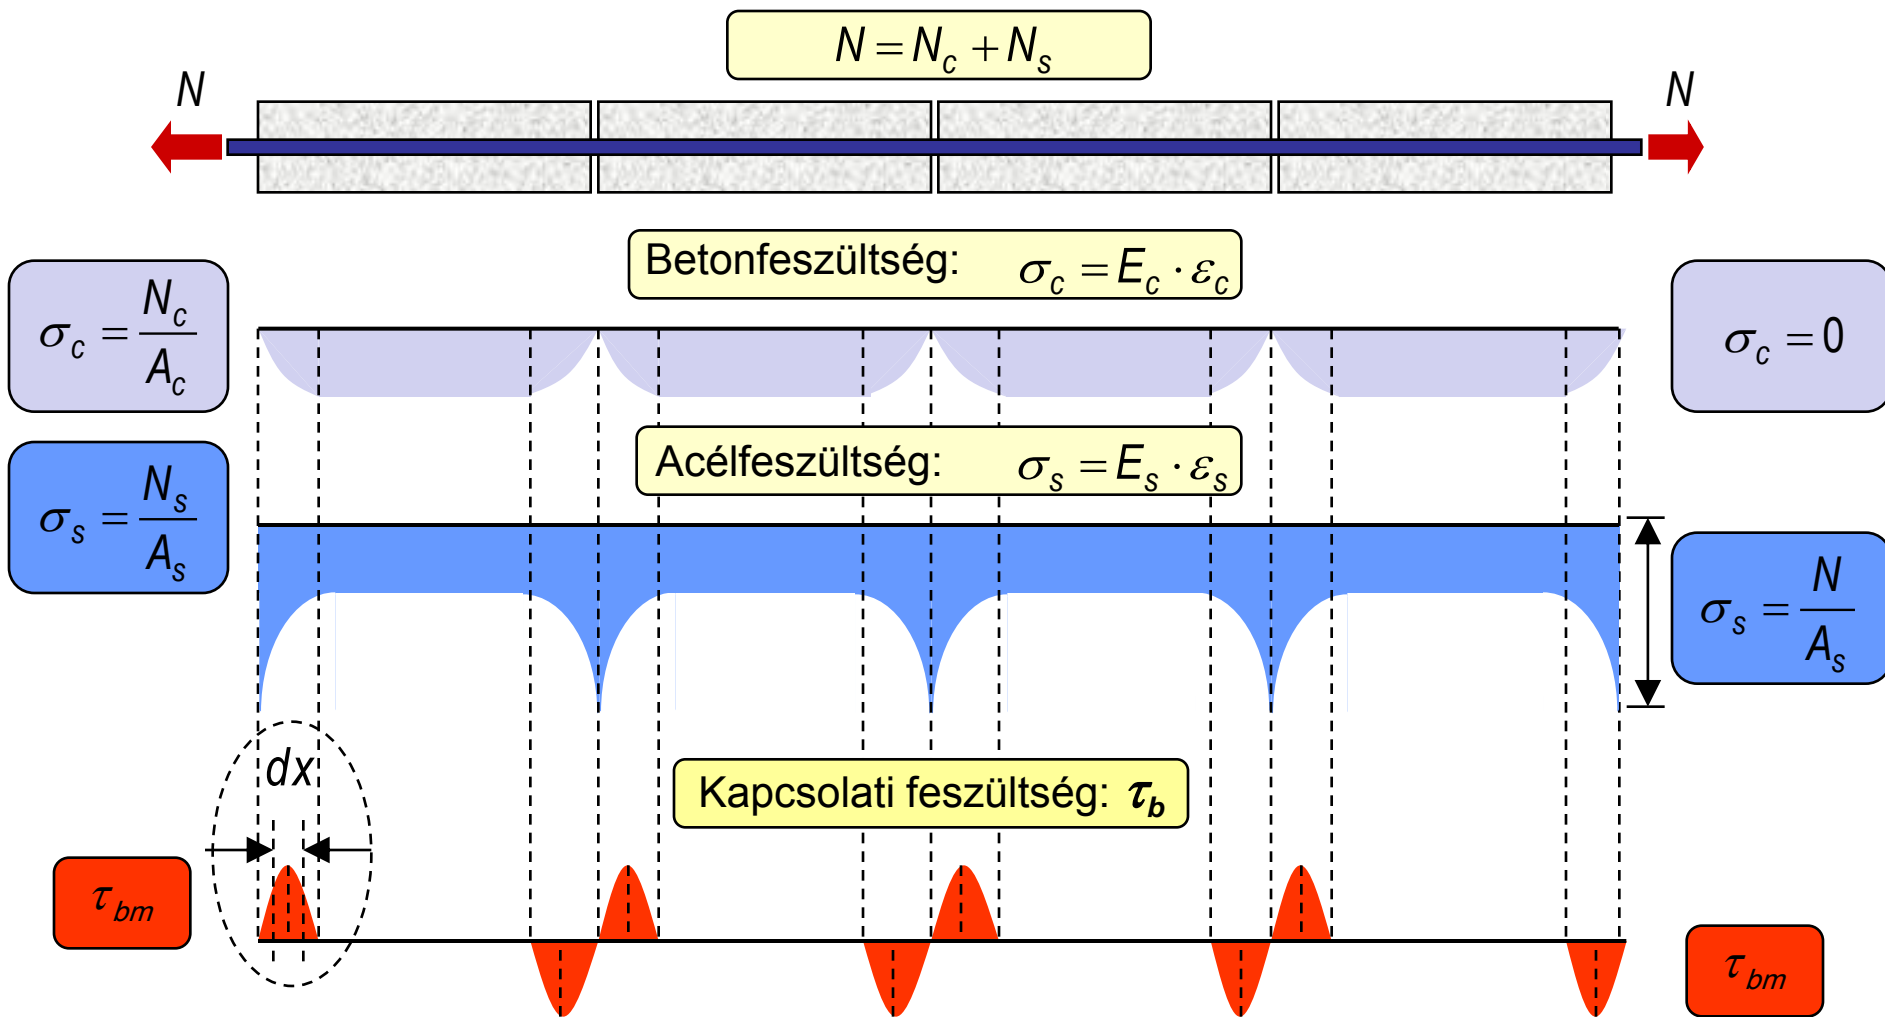 N = N_c + N_s
N
N
Betonfeszültség: σ_c = E_c · ε_c
σ_c = N_c / A_c
σ_c = 0
Acélfeszültség: σ_s = E_s · ε_s
σ_s = N_s / A_s
σ_s = N / A_s
dx
Kapcsolati feszültség: τ_b
τ_bm
τ_bm